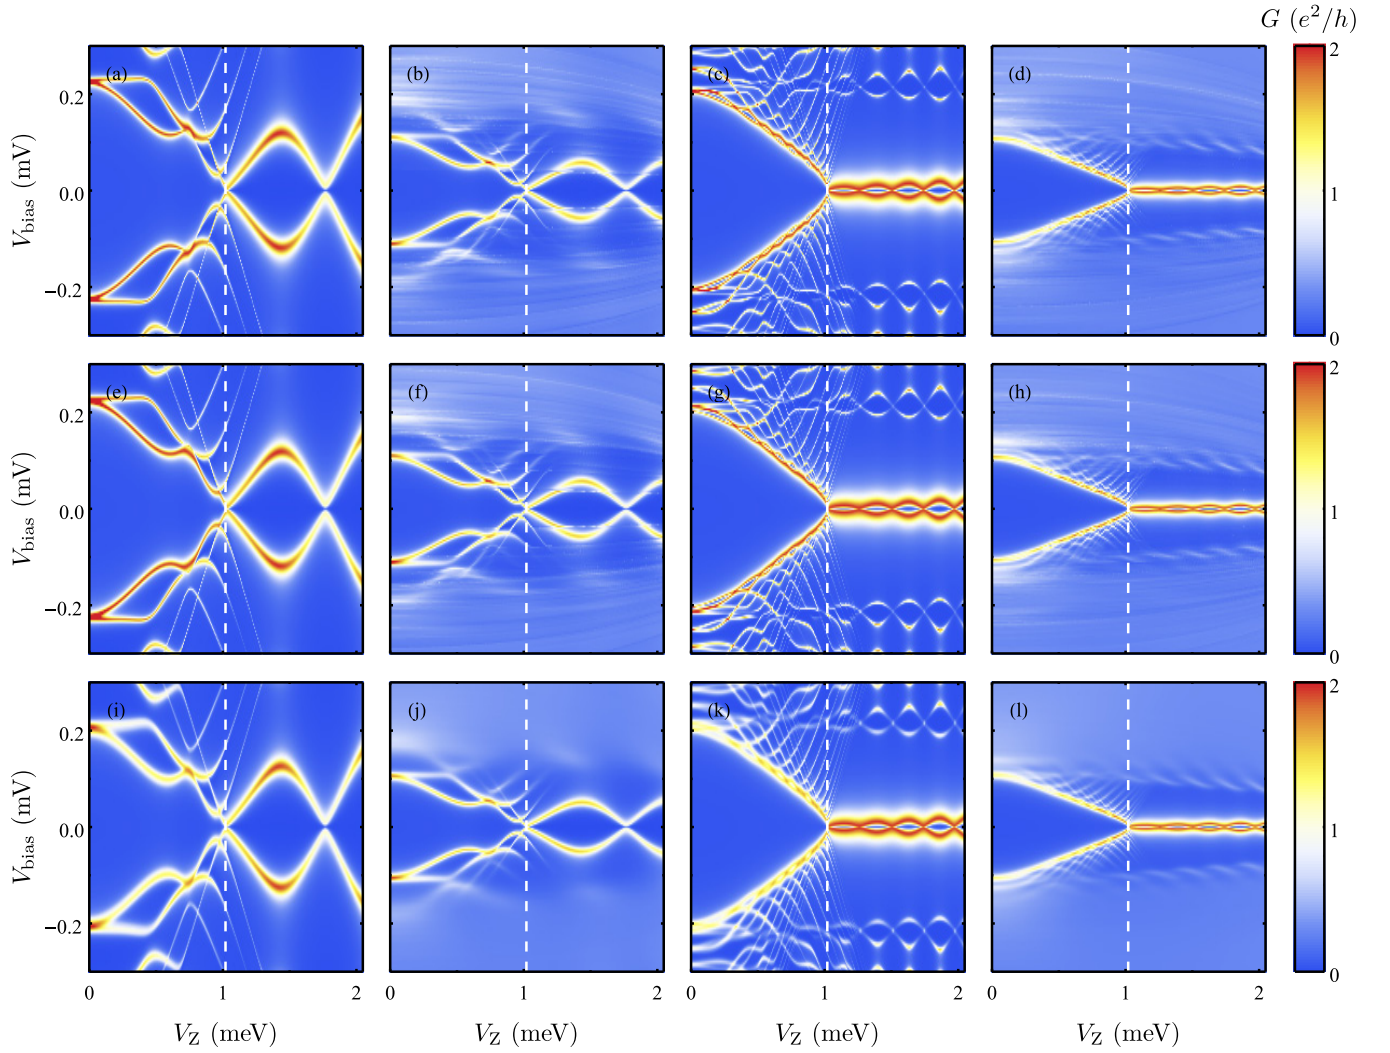 G (e²/h)
(a) (b) (c) (d) 2
0.2
V_bias (mV) 0.0 1
−0.2
0
(e) (f) (g) (h) 2
0.2
V_bias (mV) 0.0 1
−0.2
0
(i) (j) (k) (l) 2
0.2
V_bias (mV) 0.0 1
−0.2
0
0 1 2 0 1 2 0 1 2 0 1 2
V_Z (meV) V_Z (meV) V_Z (meV) V_Z (meV)